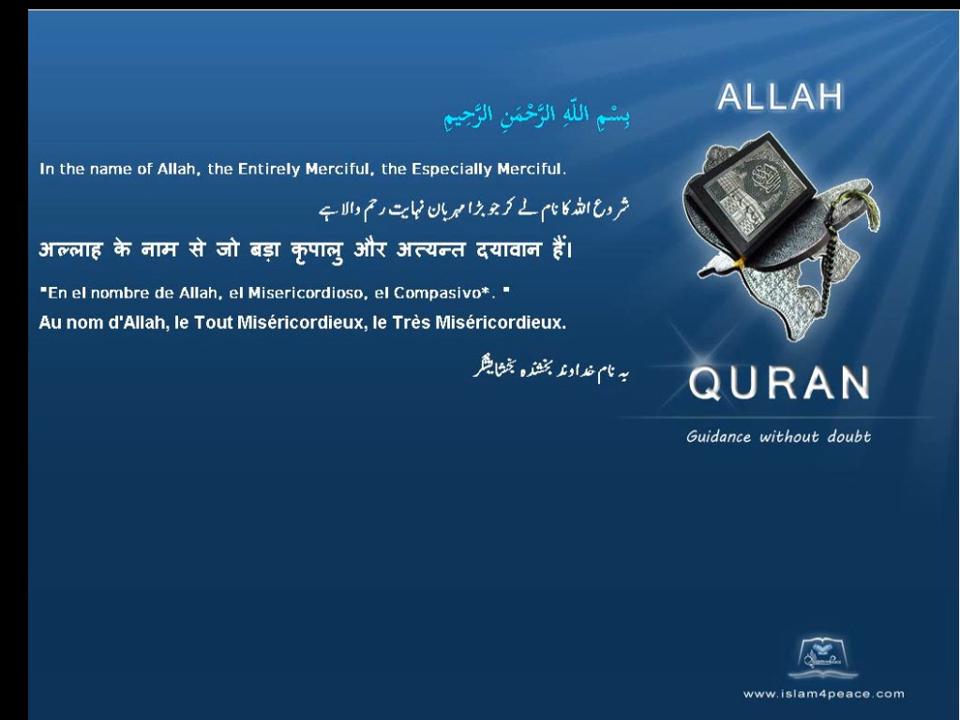 بِسْمِ اللّهِ الرَّحْمَنِ الرَّحِيمِ
In the name of Allah, the Entirely Merciful, the Especially Merciful.
شروع اللہ کا نام لے کر جو بڑا مہربان نہایت رحم والا ہے
अल्लाह के नाम से जो बड़ा कृपालु और अत्यन्त दयावान हैं।
"En el nombre de Allah, el Misericordioso, el Compasivo*. "
Au nom d'Allah, le Tout Miséricordieux, le Très Miséricordieux.
به نام خداوند بخشنده بخشایشگر
ALLAH
QURAN
Guidance without doubt
www.islam4peace.com